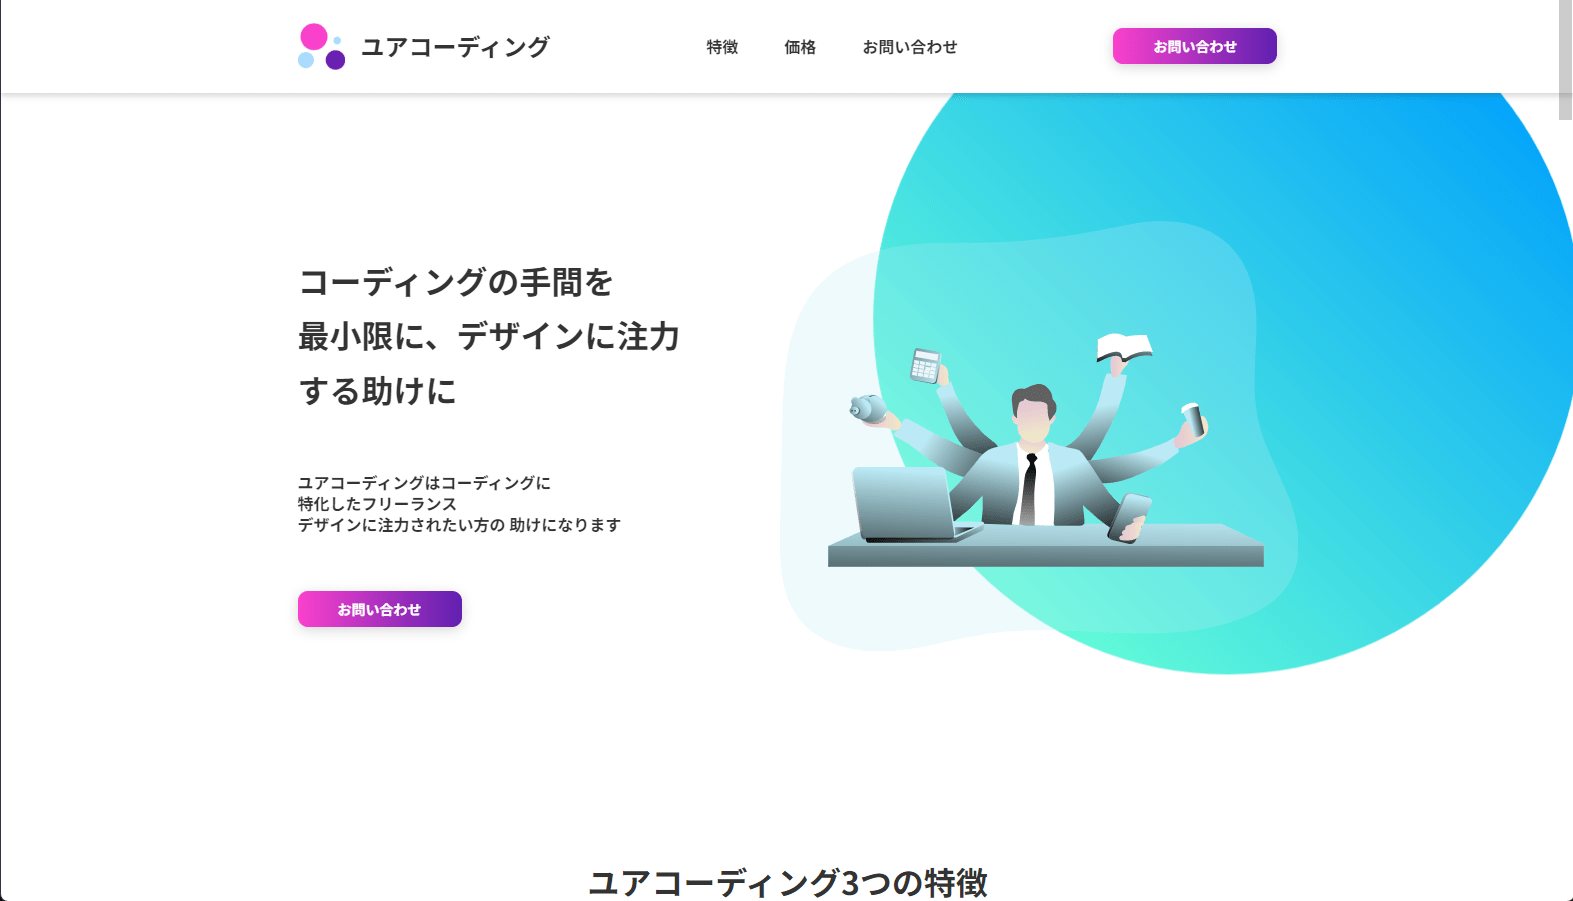 ユアコーディング
特徴
価格
お問い合わせ
お問い合わせ
コーディングの手間を
最小限に、デザインに注力
する助けに
ユアコーディングはコーディングに
特化したフリーランス
デザインに注力されたい方の 助けになります
お問い合わせ
ユアコーディング3つの特徴